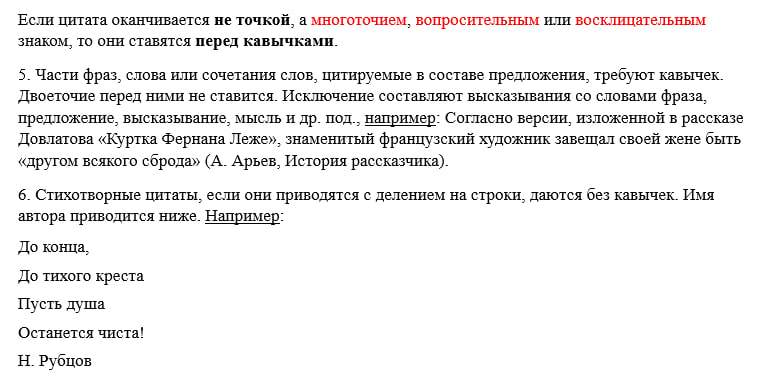 Если цитата оканчивается не точкой, а многоточием, вопросительным или восклицательным
знаком, то они ставятся перед кавычками.
5. Части фраз, слова или сочетания слов, цитируемые в составе предложения, требуют кавычек.
Двоеточие перед ними не ставится. Исключение составляют высказывания со словами фраза,
предложение, высказывание, мысль и др. под., например: Согласно версии, изложенной в рассказе
Довлатова «Куртка Фернана Леже», знаменитый французский художник завещал своей жене быть
«другом всякого сброда» (А. Арьев, История рассказчика).
6. Стихотворные цитаты, если они приводятся с делением на строки, даются без кавычек. Имя
автора приводится ниже. Например:
До конца,
До тихого креста
Пусть душа
Останется чиста!
Н. Рубцов